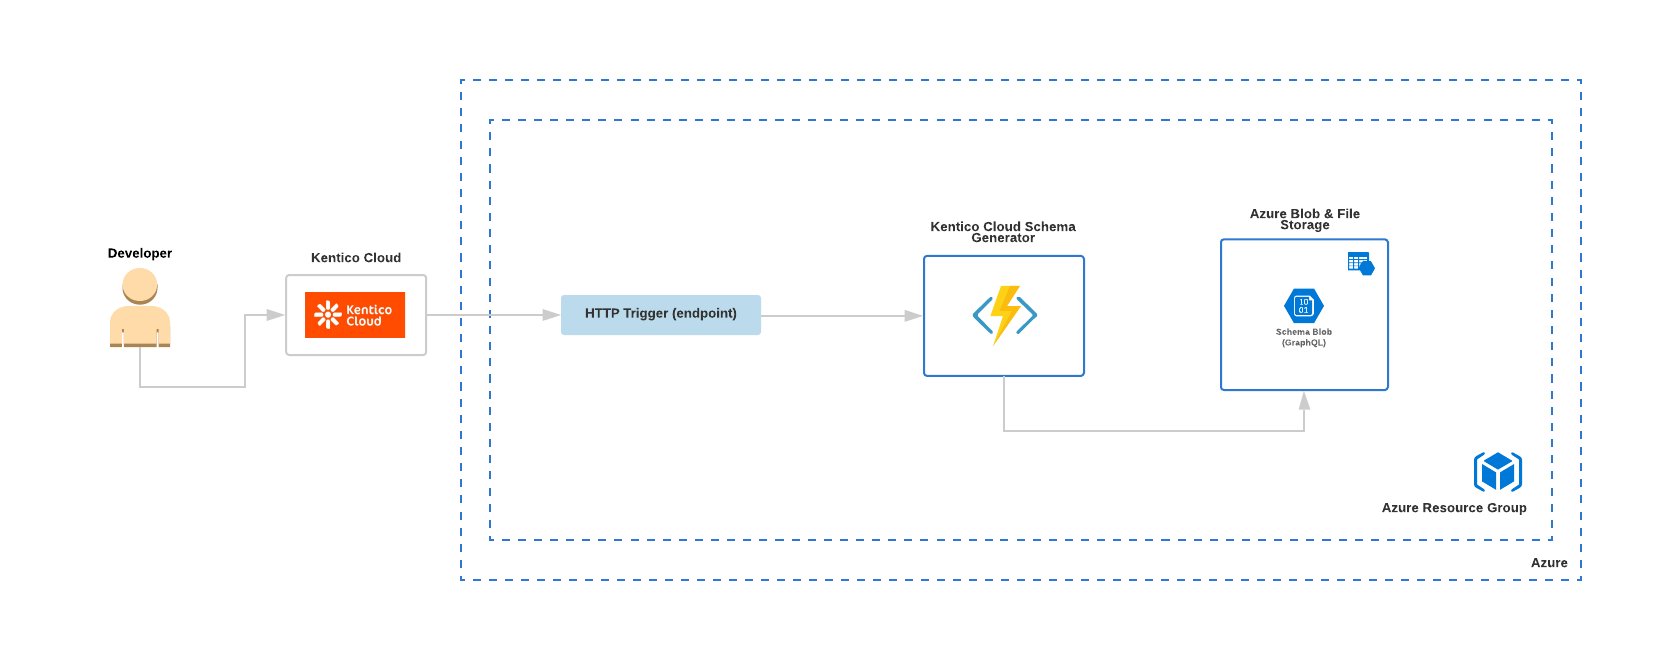 Developer
Kentico Cloud
Kentico
Cloud
HTTP Trigger (endpoint)
Kentico Cloud Schema
Generator
Azure Blob & File
Storage
10
01
Schema Blob
(GraphQL)
Azure Resource Group
Azure